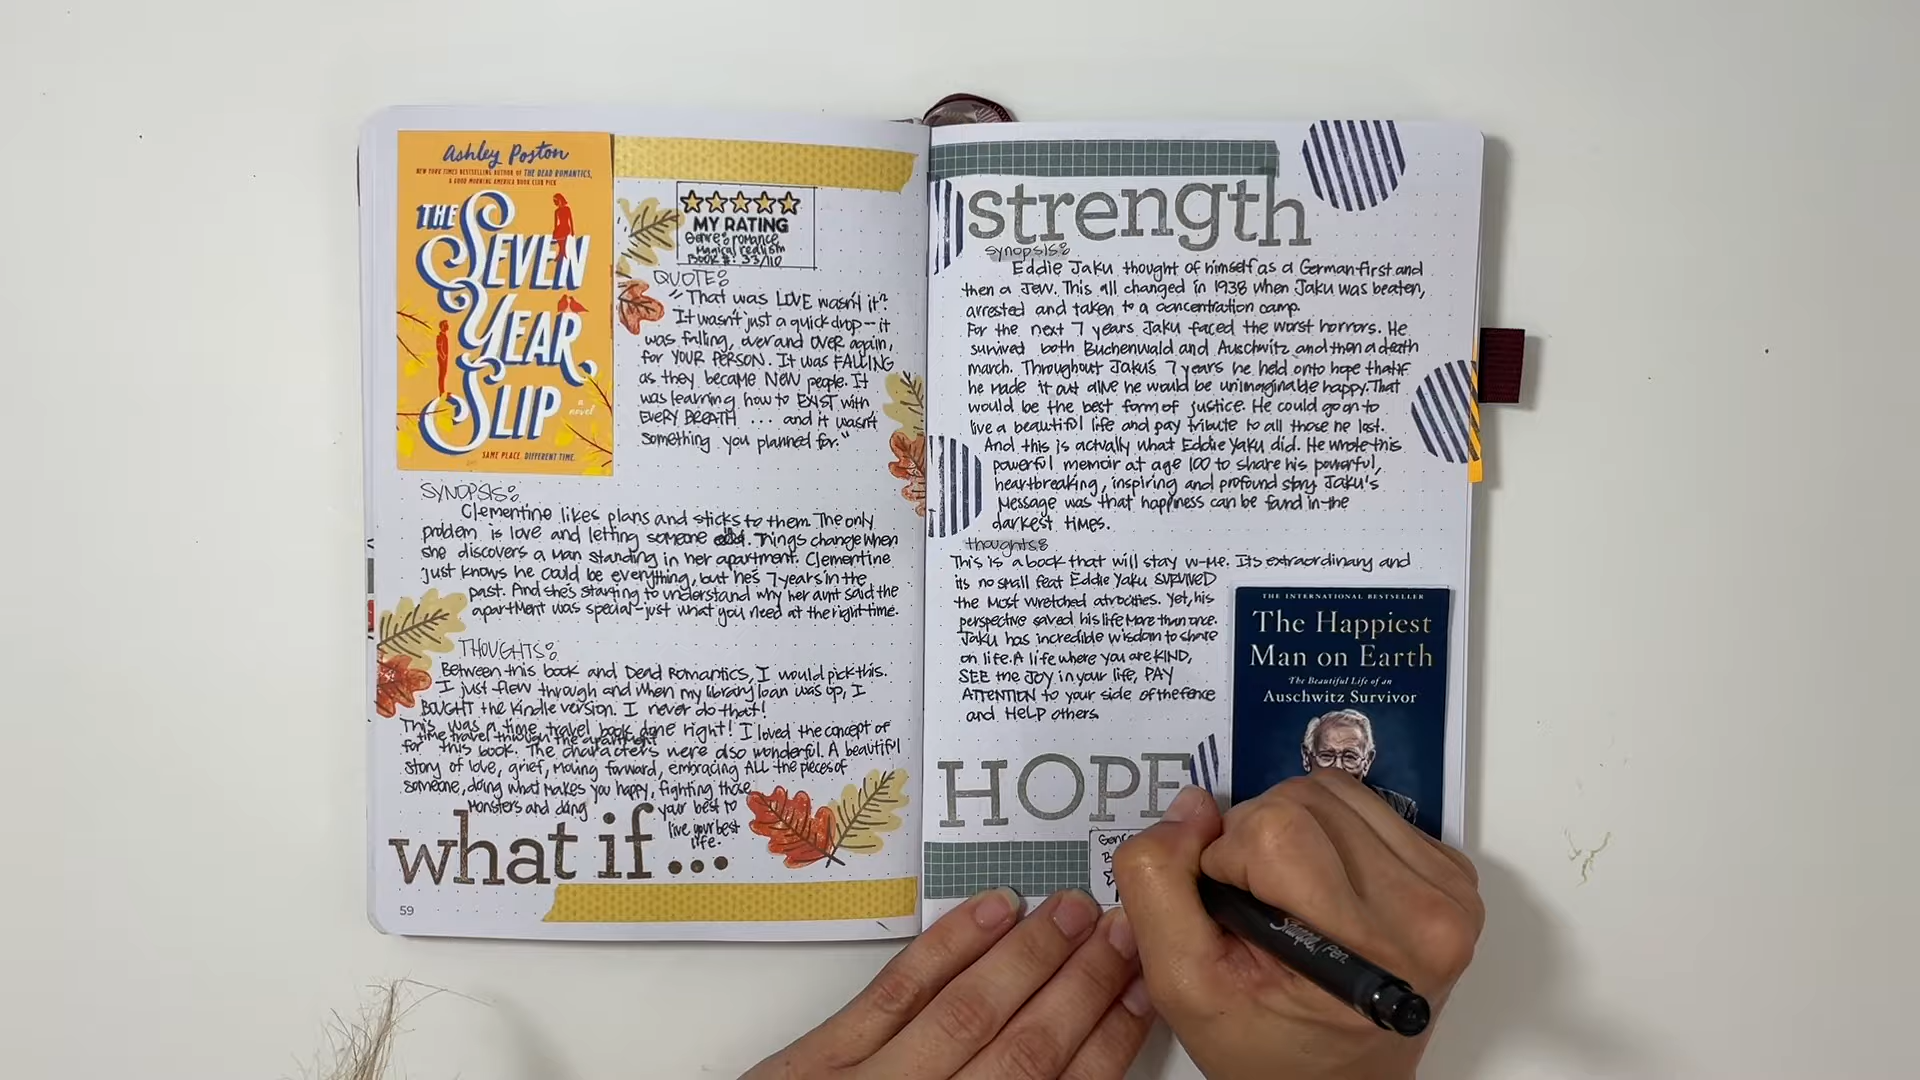 Ashley Poston
NEW YORK TIMES BESTSELLING AUTHOR OF THE DEAD ROMANTICS,
A GOOD MORNING AMERICA BOOK CLUB PICK
THE
SEVEN
YEAR
SLIP
a novel
SAME PLACE. DIFFERENT TIME.
MY RATING
Genre: romance
Magical realism
Book #: 33/110
QUOTE:
"That was LOVE wasn't it?
It wasn't just a quick drop - it
was falling, over and OVER again,
for YOUR PERSON. It was FALLING
as they became NEW people. It
was learning how to EXIST with
EVERY BREATH ... and it wasn't
something you planned for."
SYNOPSIS:
Clementine likes plans and sticks to them. The only
problem is love and letting someone in. Things change when
she discovers a man standing in her apartment. Clementine
just knows he could be everything, but he's 7 years in the
past. And she's starting to understand why her aunt said the
apartment was special - just what you need at the right time.
THOUGHTS:
Between this book and Dead Romantics, I would pick this.
I just flew through and when my library loan was up, I
BOUGHT the Kindle version. I never do that!
This was a time travel book done right! I loved the concept of
time travel through the apartment
for this book. The characters were also wonderful. A beautiful
story of love, grief, moving forward, embracing ALL the pieces of
someone, doing what makes you happy, fighting those
monsters and doing your best to
live your best
life.
what if...
59
strength
synopsis:
Eddie Jaku thought of himself as a German first and
then a Jew. This all changed in 1938 when Jaku was beaten,
arrested and taken to a concentration camp.
For the next 7 years Jaku faced the worst horrors. He
survived both Buchenwald and Auschwitz and then a death
march. Throughout Jaku's 7 years he held onto hope that if
he made it out alive he would be unimaginable happy. That
would be the best form of justice. He could go on to
live a beautiful life and pay tribute to all those he lost.
And this is actually what Eddie Yaku did. He wrote this
powerful memoir at age 100 to share his powerful,
heartbreaking, inspiring and profound story. Jaku's
message was that happiness can be found in the
darkest times.
thoughts:
This is a book that will stay w-me. Its extraordinary and
its no small feat Eddie Yaku SURVIVED
the most wretched atrocities. Yet, his
perspective saved his life more than once.
Jaku has incredible wisdom to share
on life. A life where you are KIND,
SEE the JOY in your life, PAY
ATTENTION to your side of the fence
and HELP others.
THE INTERNATIONAL BESTSELLER
The Happiest
Man on Earth
The Beautiful Life of an
Auschwitz Survivor
HOPE
Genre
Sharpie pen.